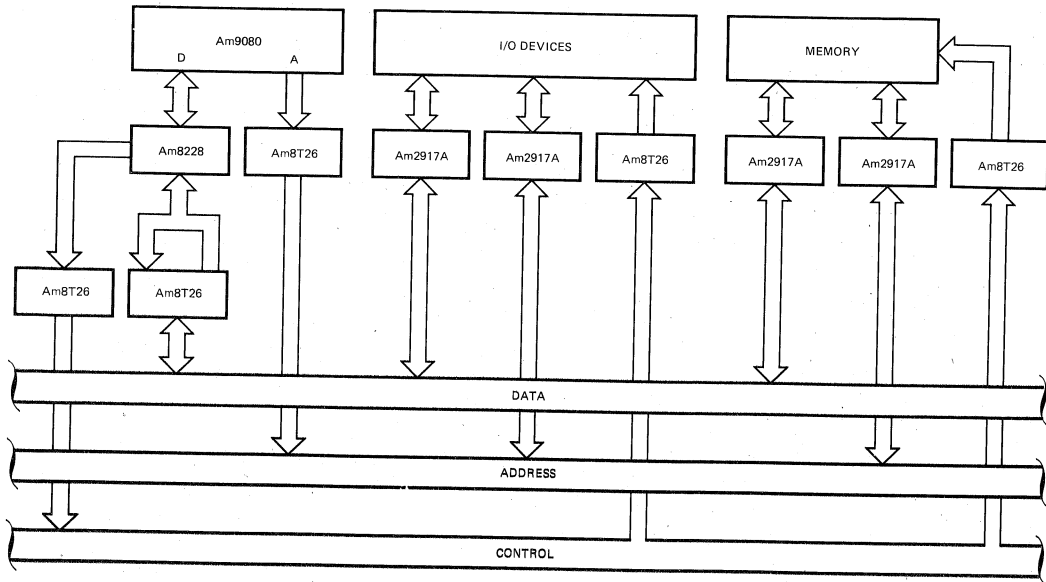 Am9080
D
A
I/O DEVICES
MEMORY
Am8228
Am8T26
Am2917A
Am2917A
Am8T26
Am2917A
Am2917A
Am8T26
Am8T26
Am8T26
DATA
ADDRESS
CONTROL